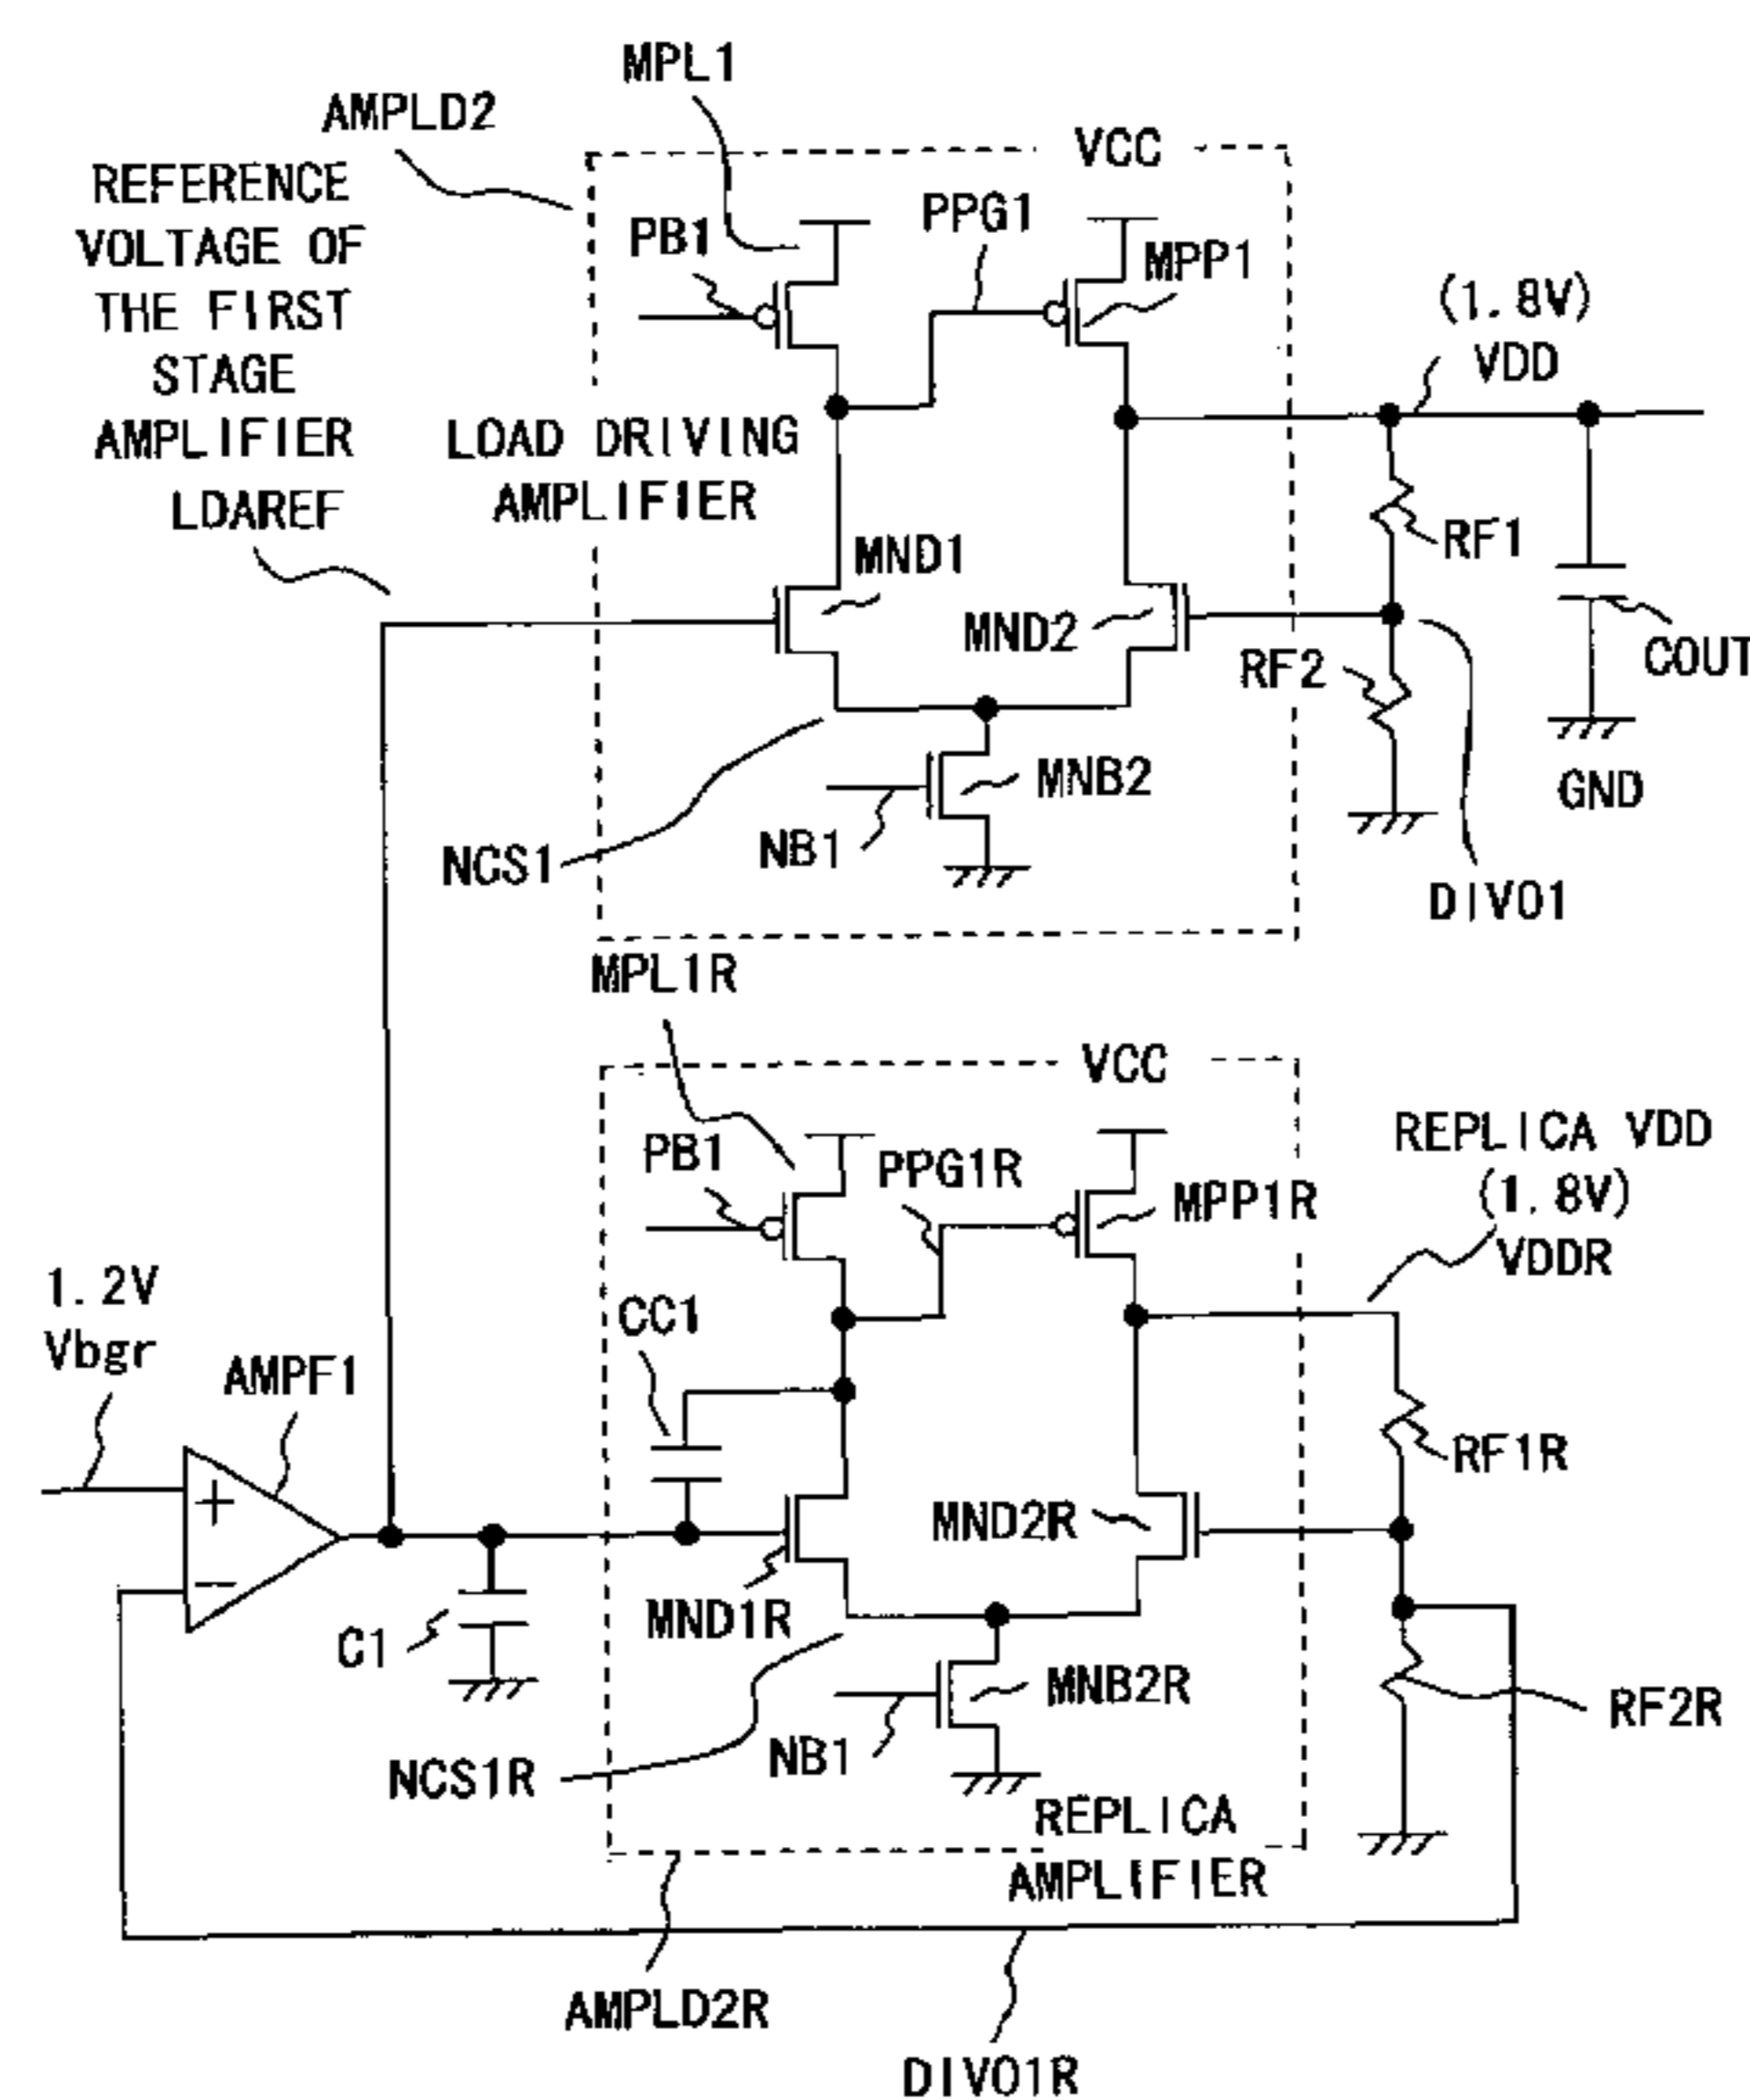 MPL1
AMPLD2
VCC
REFERENCE
VOLTAGE OF
THE FIRST
STAGE
AMPLIFIER
LDAREF
PB1
PPG1
MPP1
(1.8V)
VDD
LOAD DRIVING
AMPLIFIER
RF1
MND1
MND2
RF2
COUT
MNB2
GND
NCS1
NB1
DIVO1
MPL1R
VCC
PB1
PPG1R
MPP1R
REPLICA VDD
(1.8V)
VDDR
1.2V
Vbgr
CC1
AMPF1
+
−
RF1R
MND2R
MND1R
C1
MNB2R
RF2R
NB1
NCS1R
REPLICA
AMPLIFIER
AMPLD2R
DIVO1R